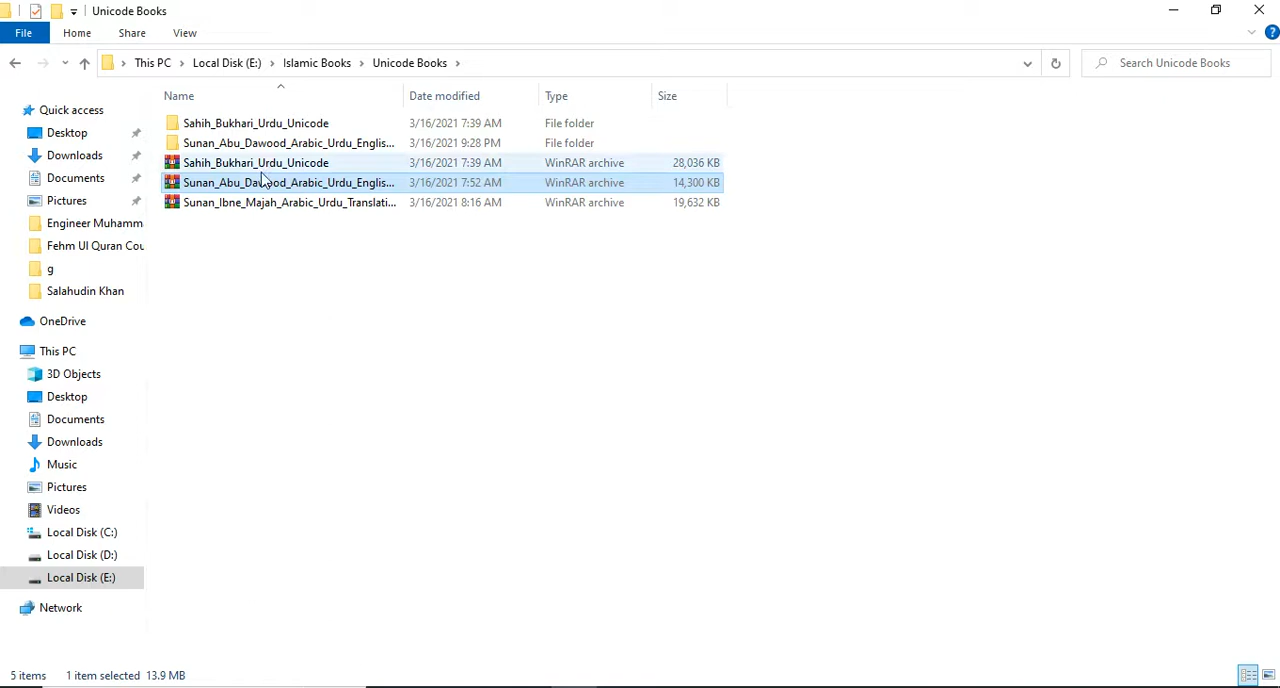 Unicode Books
File Home Share View
This PC Local Disk (E:) Islamic Books Unicode Books Search Unicode Books
Name Date modified Type Size
Sahih_Bukhari_Urdu_Unicode 3/16/2021 7:39 AM File folder
Sunan_Abu_Dawood_Arabic_Urdu_Englis... 3/16/2021 9:28 PM File folder
Sahih_Bukhari_Urdu_Unicode 3/16/2021 7:39 AM WinRAR archive 28,036 KB
Sunan_Abu_Dawood_Arabic_Urdu_Englis... 3/16/2021 7:52 AM WinRAR archive 14,300 KB
Sunan_Ibne_Majah_Arabic_Urdu_Translati... 3/16/2021 8:16 AM WinRAR archive 19,632 KB
Quick access
Desktop
Downloads
Documents
Pictures
Engineer Muhamm
Fehm Ul Quran Cou
g
Salahudin Khan
OneDrive
This PC
3D Objects
Desktop
Documents
Downloads
Music
Pictures
Videos
Local Disk (C:)
Local Disk (D:)
Local Disk (E:)
Network
5 items 1 item selected 13.9 MB